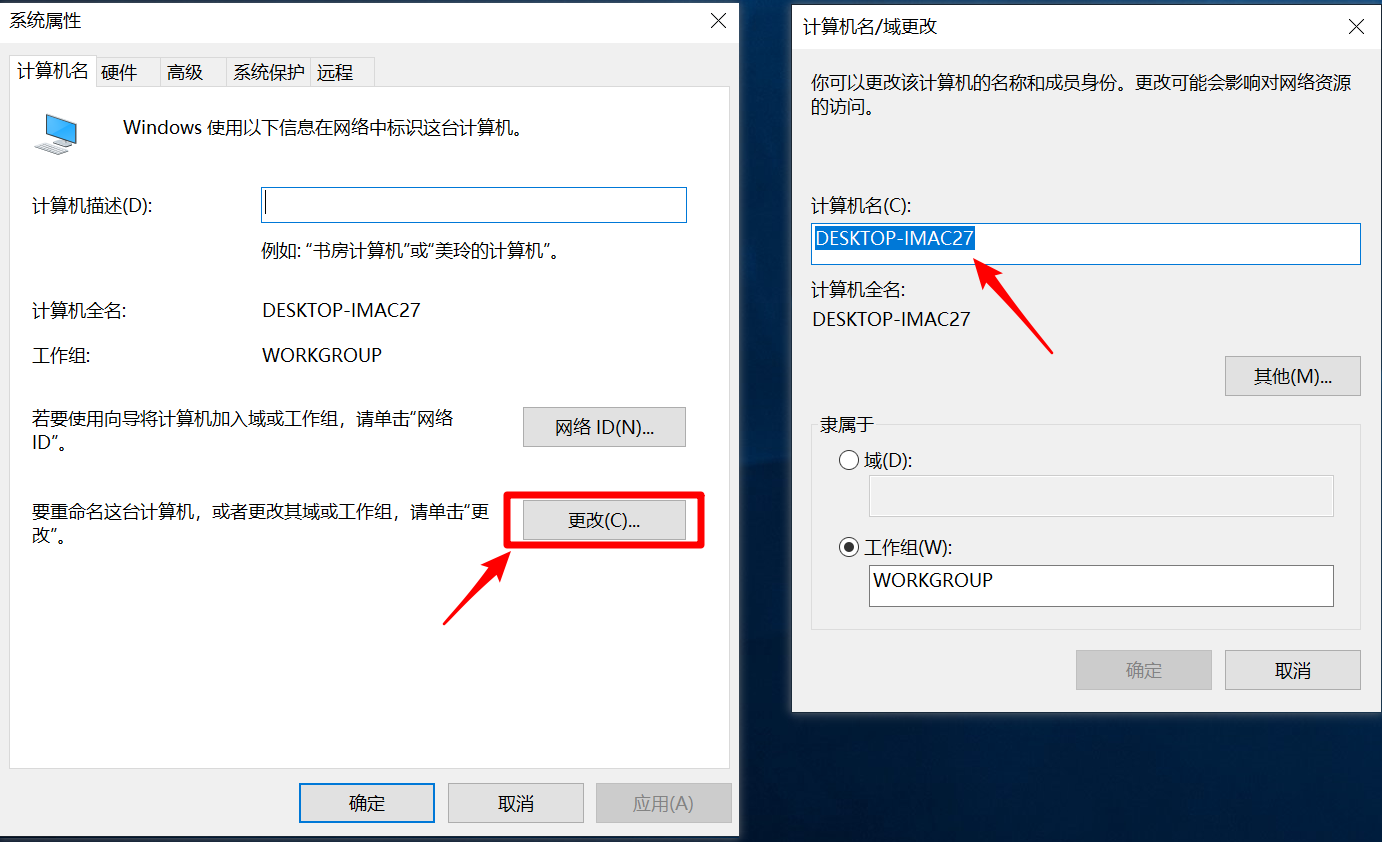 系统属性
计算机名 硬件 高级 系统保护 远程
Windows 使用以下信息在网络中标识这台计算机。
计算机描述(D):
例如: “书房计算机”或“美玲的计算机”。
计算机全名: DESKTOP-IMAC27
工作组: WORKGROUP
若要使用向导将计算机加入域或工作组，请单击“网络
ID”。
网络 ID(N)...
要重命名这台计算机，或者更改其域或工作组，请单击“更
改”。
更改(C)...
确定 取消 应用(A)
计算机名/域更改
你可以更改该计算机的名称和成员身份。更改可能会影响对网络资源
的访问。
计算机名(C):
DESKTOP-IMAC27
计算机全名:
DESKTOP-IMAC27
其他(M)...
隶属于
域(D):
工作组(W):
WORKGROUP
确定 取消